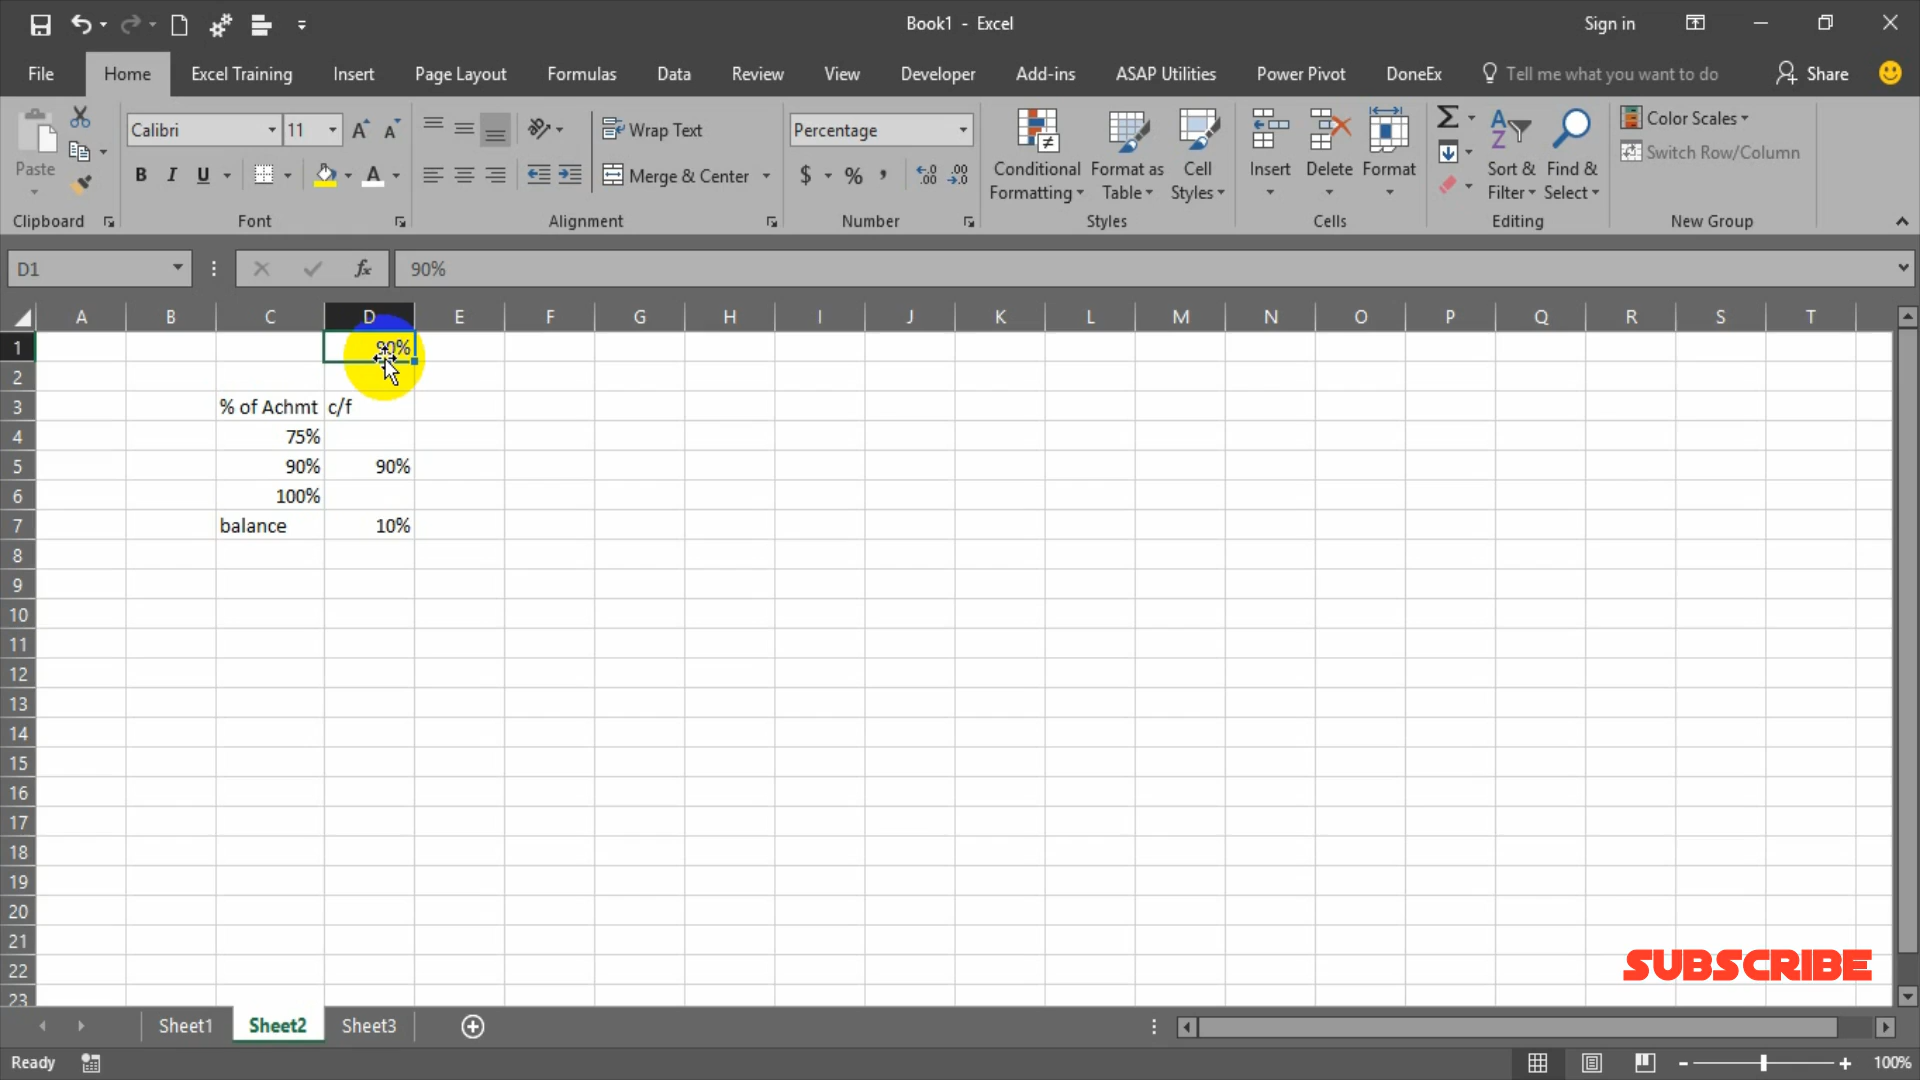 Book1 - Excel
Sign in
File Home Excel Training Insert Page Layout Formulas Data Review View Developer Add-ins ASAP Utilities Power Pivot DoneEx Tell me what you want to do Share
Paste
Clipboard
Calibri 11
B I U A
Font
Wrap Text
Merge & Center
Alignment
Percentage
$ % ,
Number
Conditional Formatting
Format as Table
Cell Styles
Styles
Insert
Delete
Format
Cells
Sort & Filter
Find & Select
Editing
Color Scales
Switch Row/Column
New Group
D1 fx 90%
A B C D E F G H I J K L M N O P Q R S T
1 90%
2
3 % of Achmt c/f
4 75%
5 90% 90%
6 100%
7 balance 10%
8
9
10
11
12
13
14
15
16
17
18
19
20
21
22
23
SUBSCRIBE
Sheet1 Sheet2 Sheet3
Ready 100%